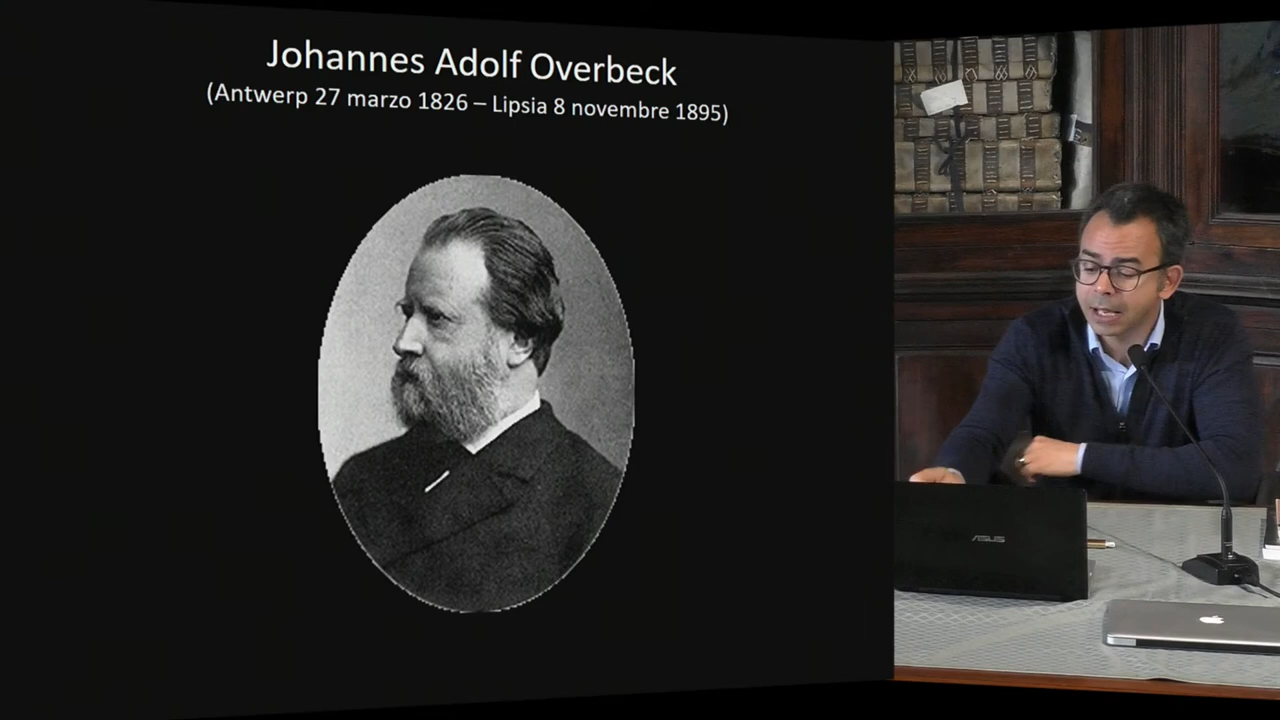 Johannes Adolf Overbeck
(Antwerp 27 marzo 1826 – Lipsia 8 novembre 1895)
ASUS